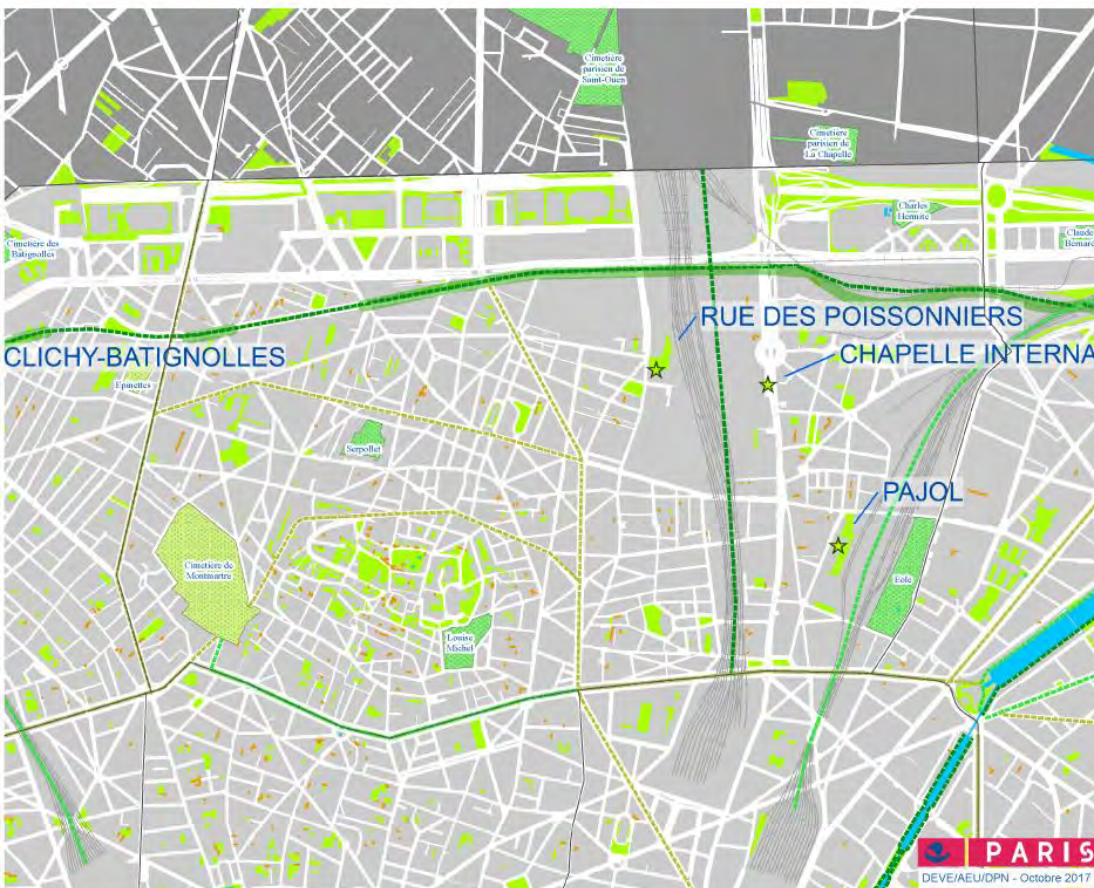 Cimetière
parisien de
Saint-Ouen
Cimetière
parisien de
La Chapelle
Charles
Hermite
Cimetière des
Batignolles
Claude
Bernard
RUE DES POISSONNIERS
CLICHY-BATIGNOLLES
CHAPELLE INTERNA
Epinettes
Serpollet
PAJOL
Cimetière de
Montmartre
Eole
Louise
Michel
PARIS
DEVE/AEU/DPN - Octobre 2017